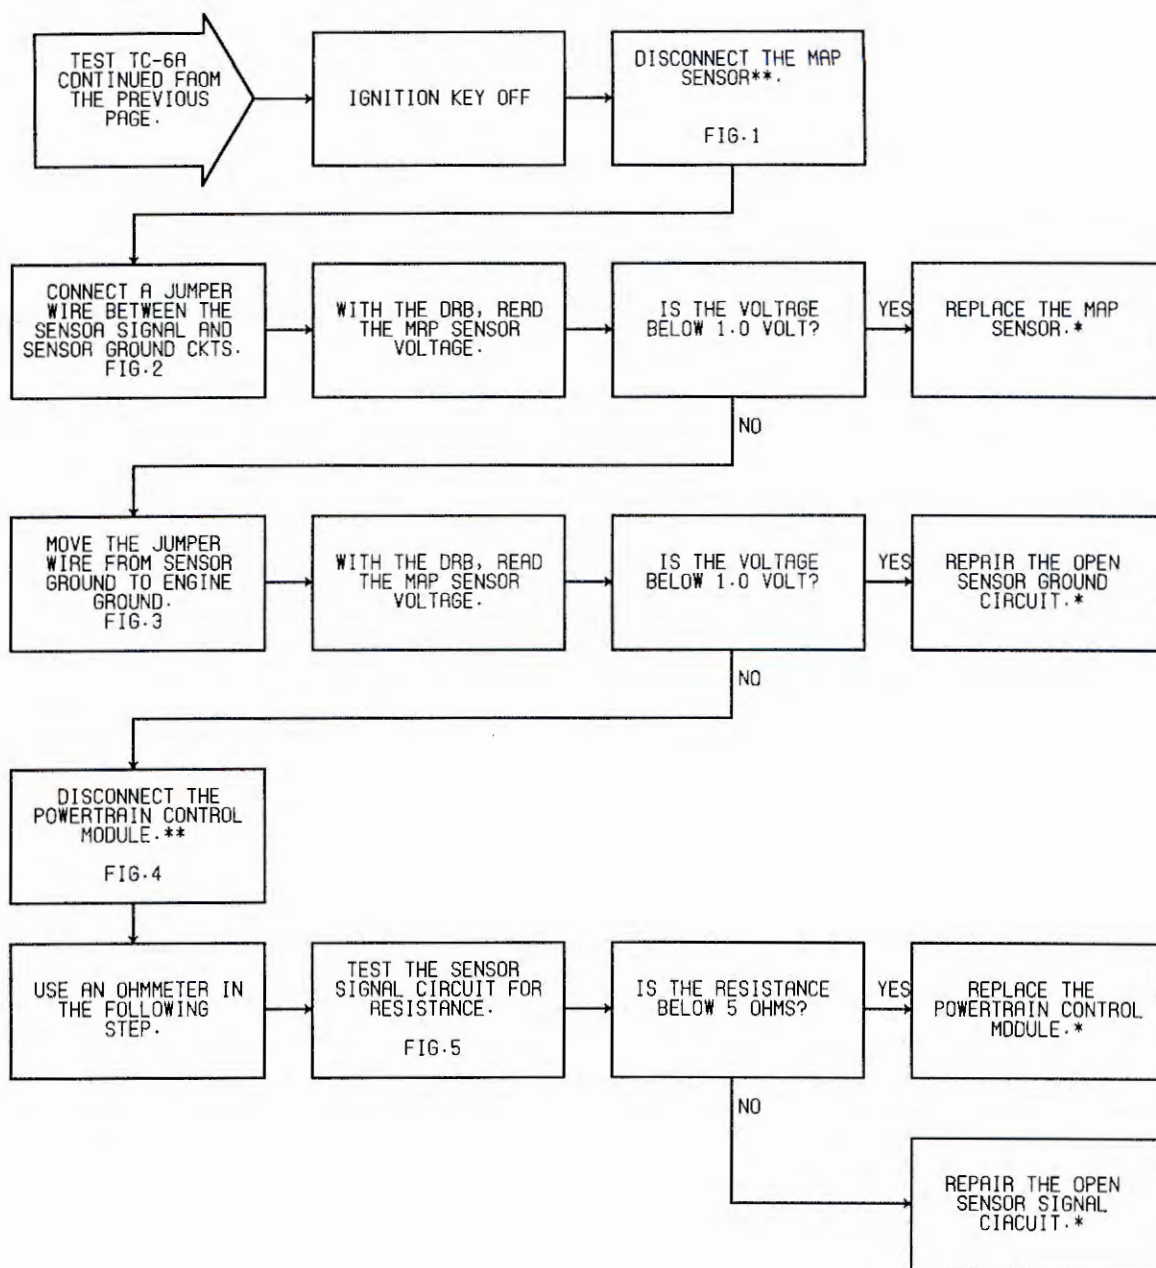 TEST TC-6A
CONTINUED FROM
THE PREVIOUS
PAGE.
IGNITION KEY OFF
DISCONNECT THE MAP
SENSOR**.
FIG.1
CONNECT A JUMPER
WIRE BETWEEN THE
SENSOR SIGNAL AND
SENSOR GROUND CKTS.
FIG.2
WITH THE DRB, READ
THE MAP SENSOR
VOLTAGE.
IS THE VOLTAGE
BELOW 1.0 VOLT?
YES
REPLACE THE MAP
SENSOR.*
NO
MOVE THE JUMPER
WIRE FROM SENSOR
GROUND TO ENGINE
GROUND.
FIG.3
WITH THE DRB, READ
THE MAP SENSOR
VOLTAGE.
IS THE VOLTAGE
BELOW 1.0 VOLT?
YES
REPAIR THE OPEN
SENSOR GROUND
CIRCUIT.*
NO
DISCONNECT THE
POWERTRAIN CONTROL
MODULE.**
FIG.4
USE AN OHMMETER IN
THE FOLLOWING
STEP.
TEST THE SENSOR
SIGNAL CIRCUIT FOR
RESISTANCE.
FIG.5
IS THE RESISTANCE
BELOW 5 OHMS?
YES
REPLACE THE
POWERTRAIN CONTROL
MODULE.*
NO
REPAIR THE OPEN
SENSOR SIGNAL
CIRCUIT.*